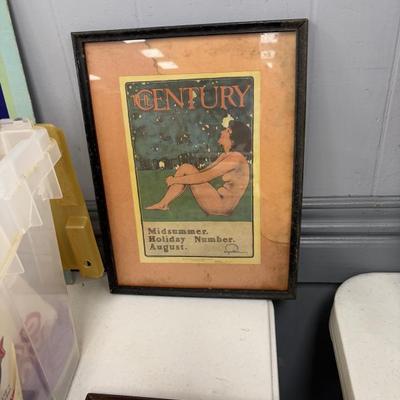 THE CENTURY
Midsummer.
Holiday Number.
August.